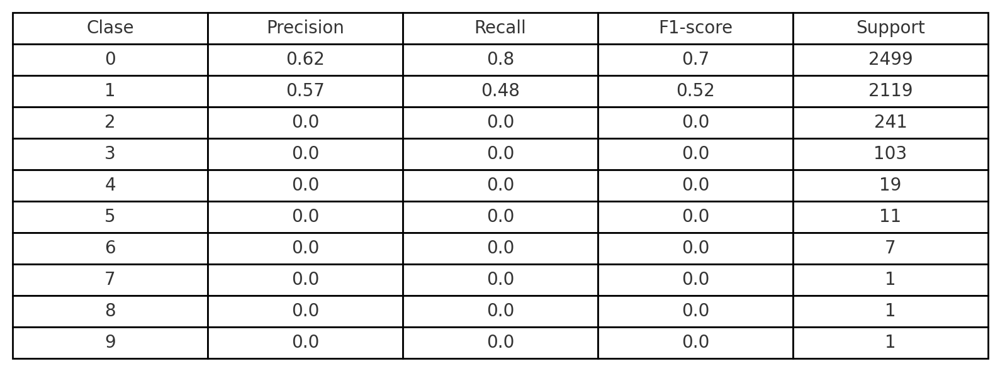 Clase Precision Recall F1-score Support
0 0.62 0.8 0.7 2499
1 0.57 0.48 0.52 2119
2 0.0 0.0 0.0 241
3 0.0 0.0 0.0 103
4 0.0 0.0 0.0 19
5 0.0 0.0 0.0 11
6 0.0 0.0 0.0 7
7 0.0 0.0 0.0 1
8 0.0 0.0 0.0 1
9 0.0 0.0 0.0 1